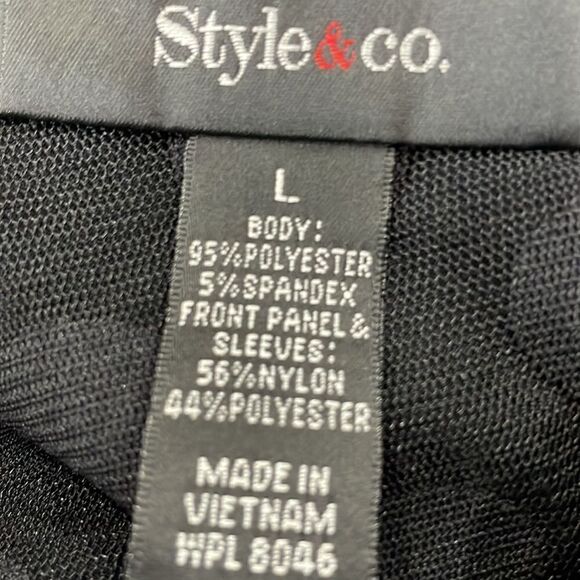 Style&co.
L
BODY:
95%POLYESTER
5%SPANDEX
FRONT PANEL&
SLEEVES:
56%NYLON
44%POLYESTER
MADE IN
VIETNAM
WPL 8046